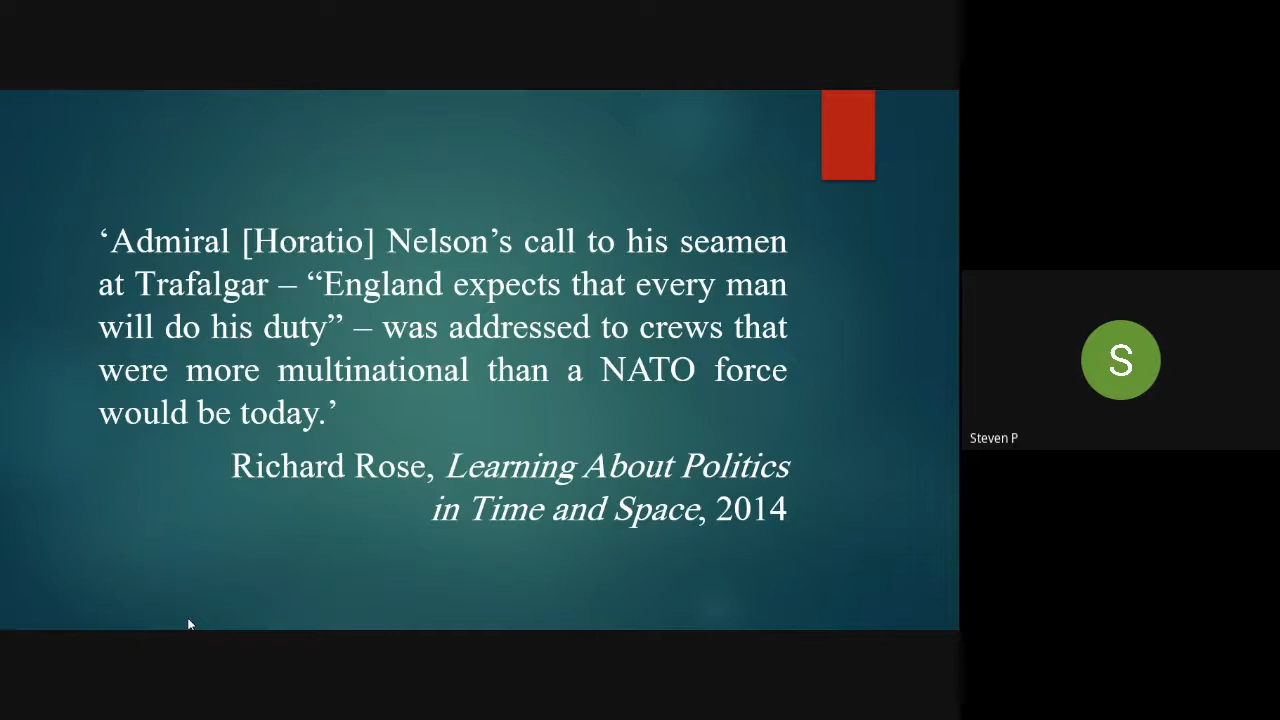 ‘Admiral [Horatio] Nelson’s call to his seamen
at Trafalgar – “England expects that every man
will do his duty” – was addressed to crews that
were more multinational than a NATO force
would be today.’
Richard Rose, Learning About Politics
in Time and Space, 2014
S
Steven P